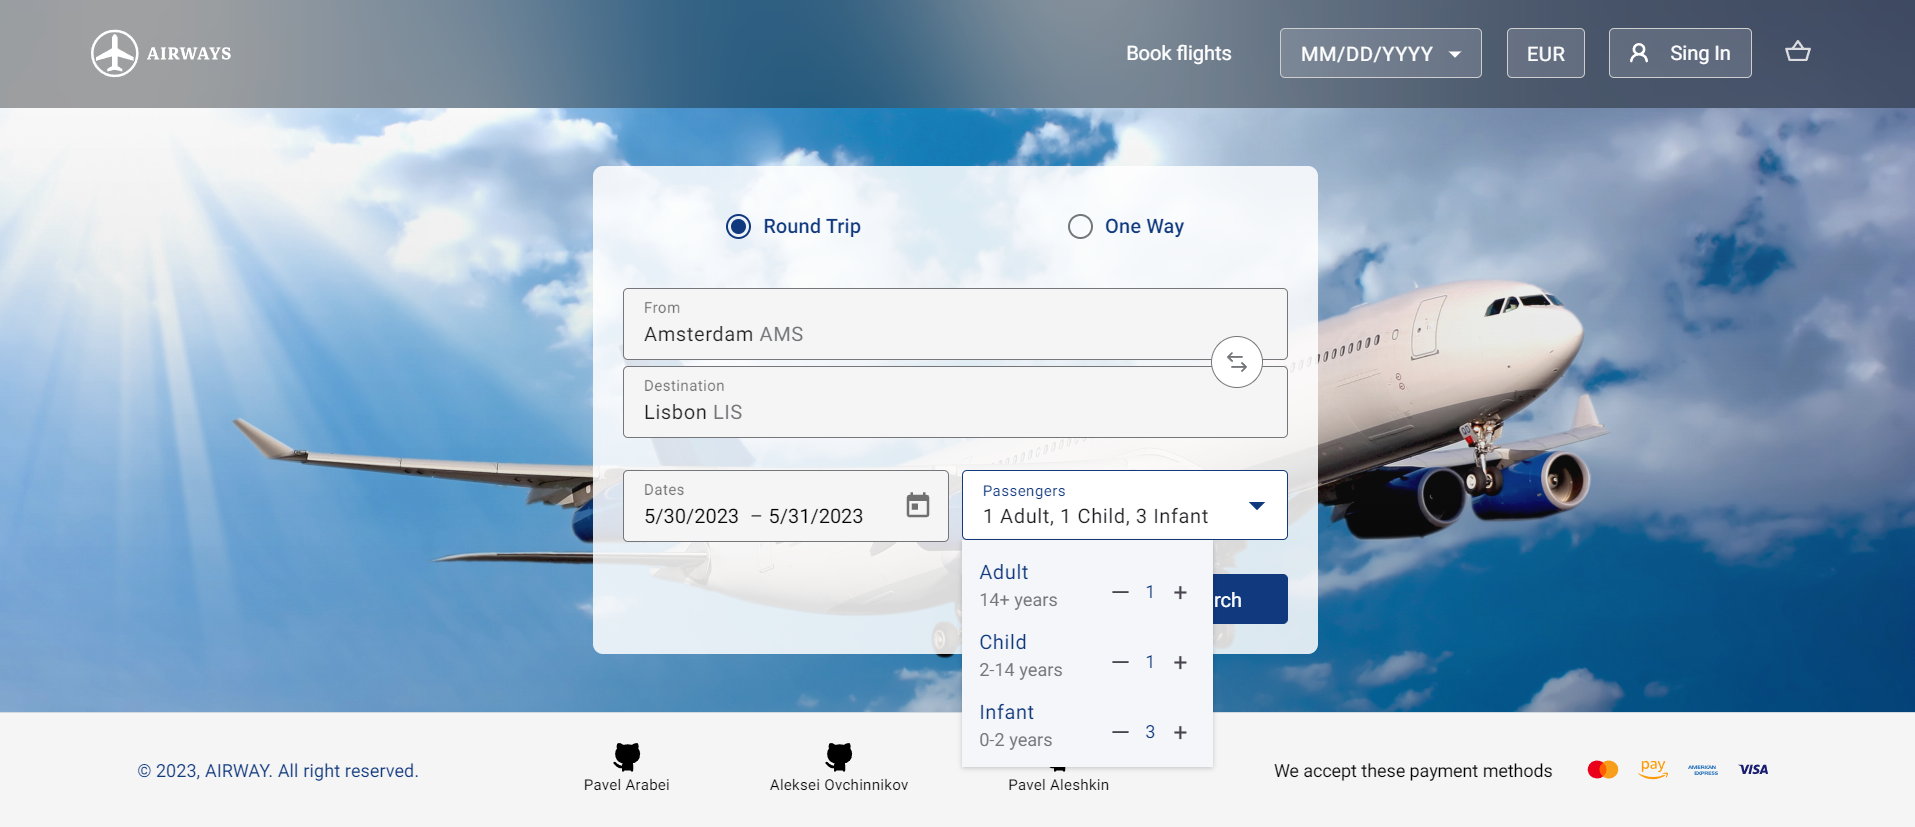 AIRWAYS
Book flights
MM/DD/YYYY
EUR
Sing In
Round Trip
One Way
From
Amsterdam AMS
Destination
Lisbon LIS
Dates
5/30/2023 – 5/31/2023
Passengers
1 Adult, 1 Child, 3 Infant
Adult
14+ years
— 1 +
rch
Child
2-14 years
— 1 +
Infant
0-2 years
— 3 +
© 2023, AIRWAY. All right reserved.
Pavel Arabei
Aleksei Ovchinnikov
Pavel Aleshkin
We accept these payment methods
pay
AMERICAN
EXPRESS
VISA